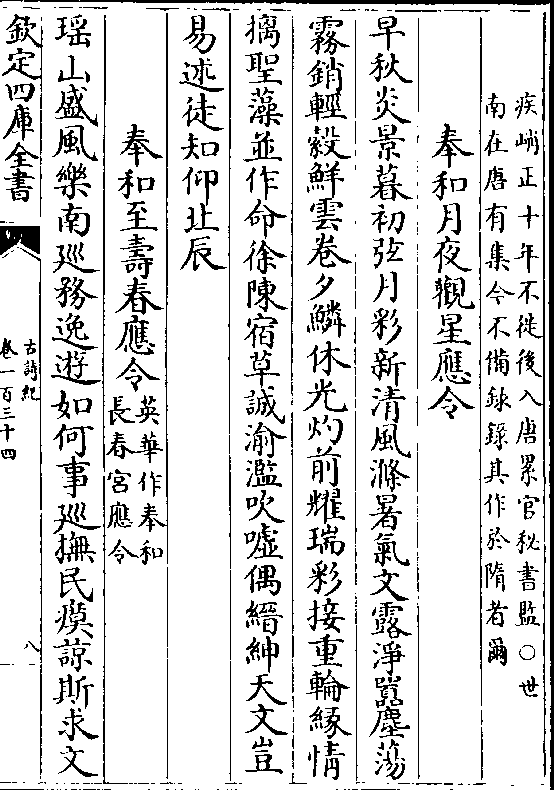 疾峭正十年不徙後入唐累官秘書監○世
南在唐有集今不備録錄其作於隋者爾
奉和月夜觀星應令
早秋炎景暮初弦月彩新清風滌暑氣文露淨囂塵蕩
霧銷輕縠鮮雲卷夕鱗休光灼前耀瑞彩接重輪緣情
摛聖藻並作命徐陳宿草誠渝濫吹噓偶縉紳天文豈
易述徒知仰北辰
奉和至壽春應令
英華作奉和
長春宮應令
瑶山盛風樂南廵務逸遊如何事廵撫民瘼諒斯求文
欽定四庫全書
古詩紀
卷一百三十四
八